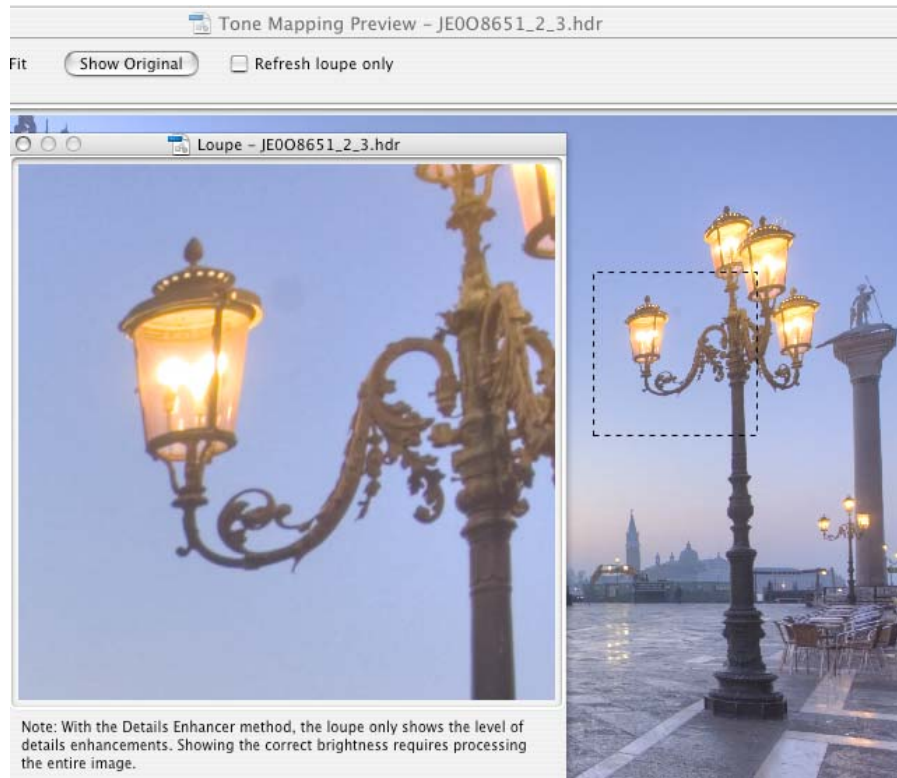 Tone Mapping Preview – JE0O8651_2_3.hdr
Fit
Show Original
Refresh loupe only
Loupe – JE0O8651_2_3.hdr
Note: With the Details Enhancer method, the loupe only shows the level of
details enhancements. Showing the correct brightness requires processing
the entire image.